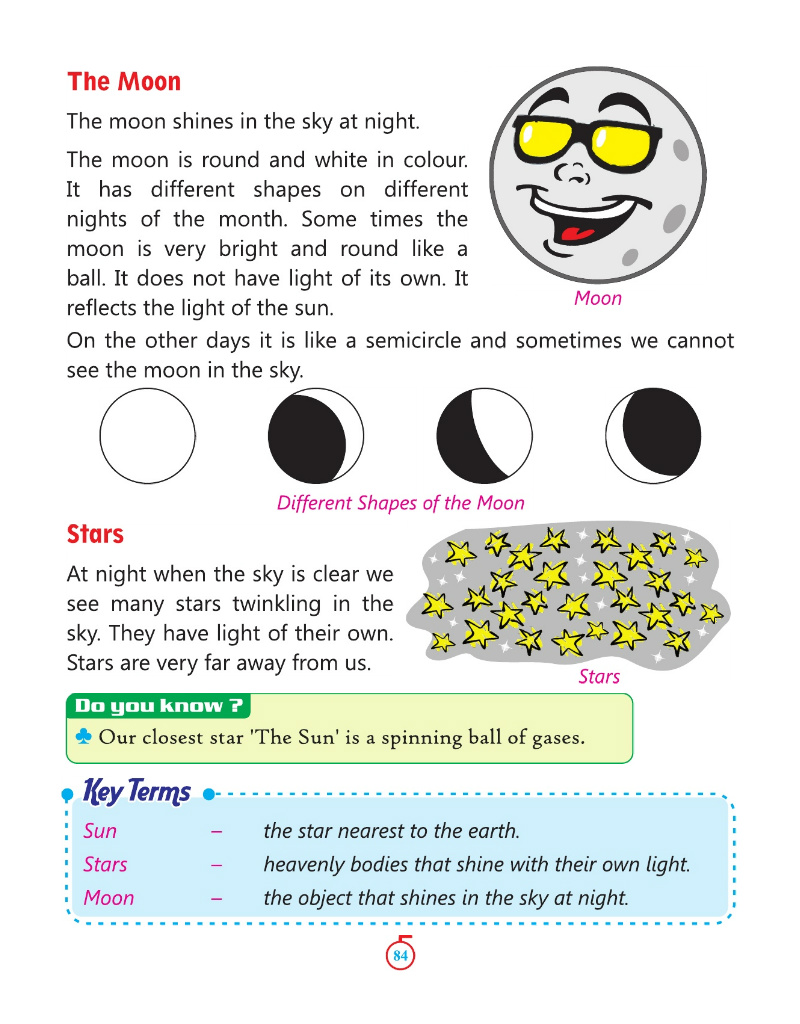 The Moon
The moon shines in the sky at night.
The moon is round and white in colour.
It has different shapes on different
nights of the month. Some times the
moon is very bright and round like a
ball. It does not have light of its own. It
reflects the light of the sun.
Moon
On the other days it is like a semicircle and sometimes we cannot
see the moon in the sky.
Different Shapes of the Moon
Stars
At night when the sky is clear we
see many stars twinkling in the
sky. They have light of their own.
Stars are very far away from us.
Stars
Do you know ?
♣ Our closest star 'The Sun' is a spinning ball of gases.
Key Terms
Sun – the star nearest to the earth.
Stars – heavenly bodies that shine with their own light.
Moon – the object that shines in the sky at night.
84